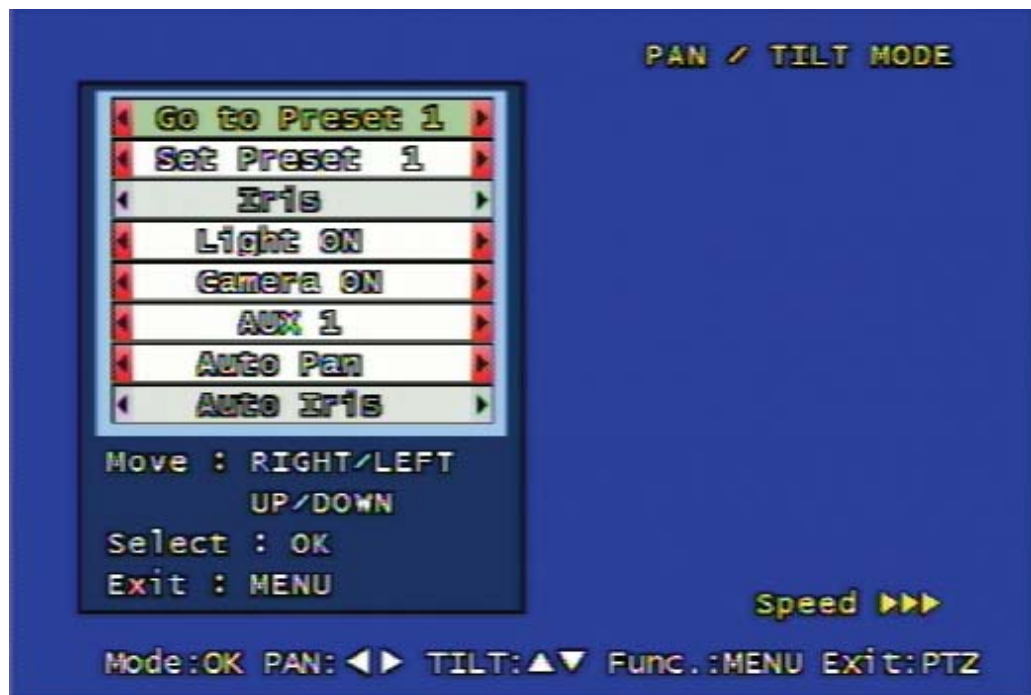 PAN / TILT MODE
Go to Preset 1
Set Preset 1
Iris
Light ON
Camera ON
AUX 1
Auto Pan
Auto Iris
Move : RIGHT/LEFT
UP/DOWN
Select : OK
Exit : MENU
Speed ▶▶▶
Mode:OK PAN:◀▶ TILT:▲▼ Func.:MENU Exit:PTZ